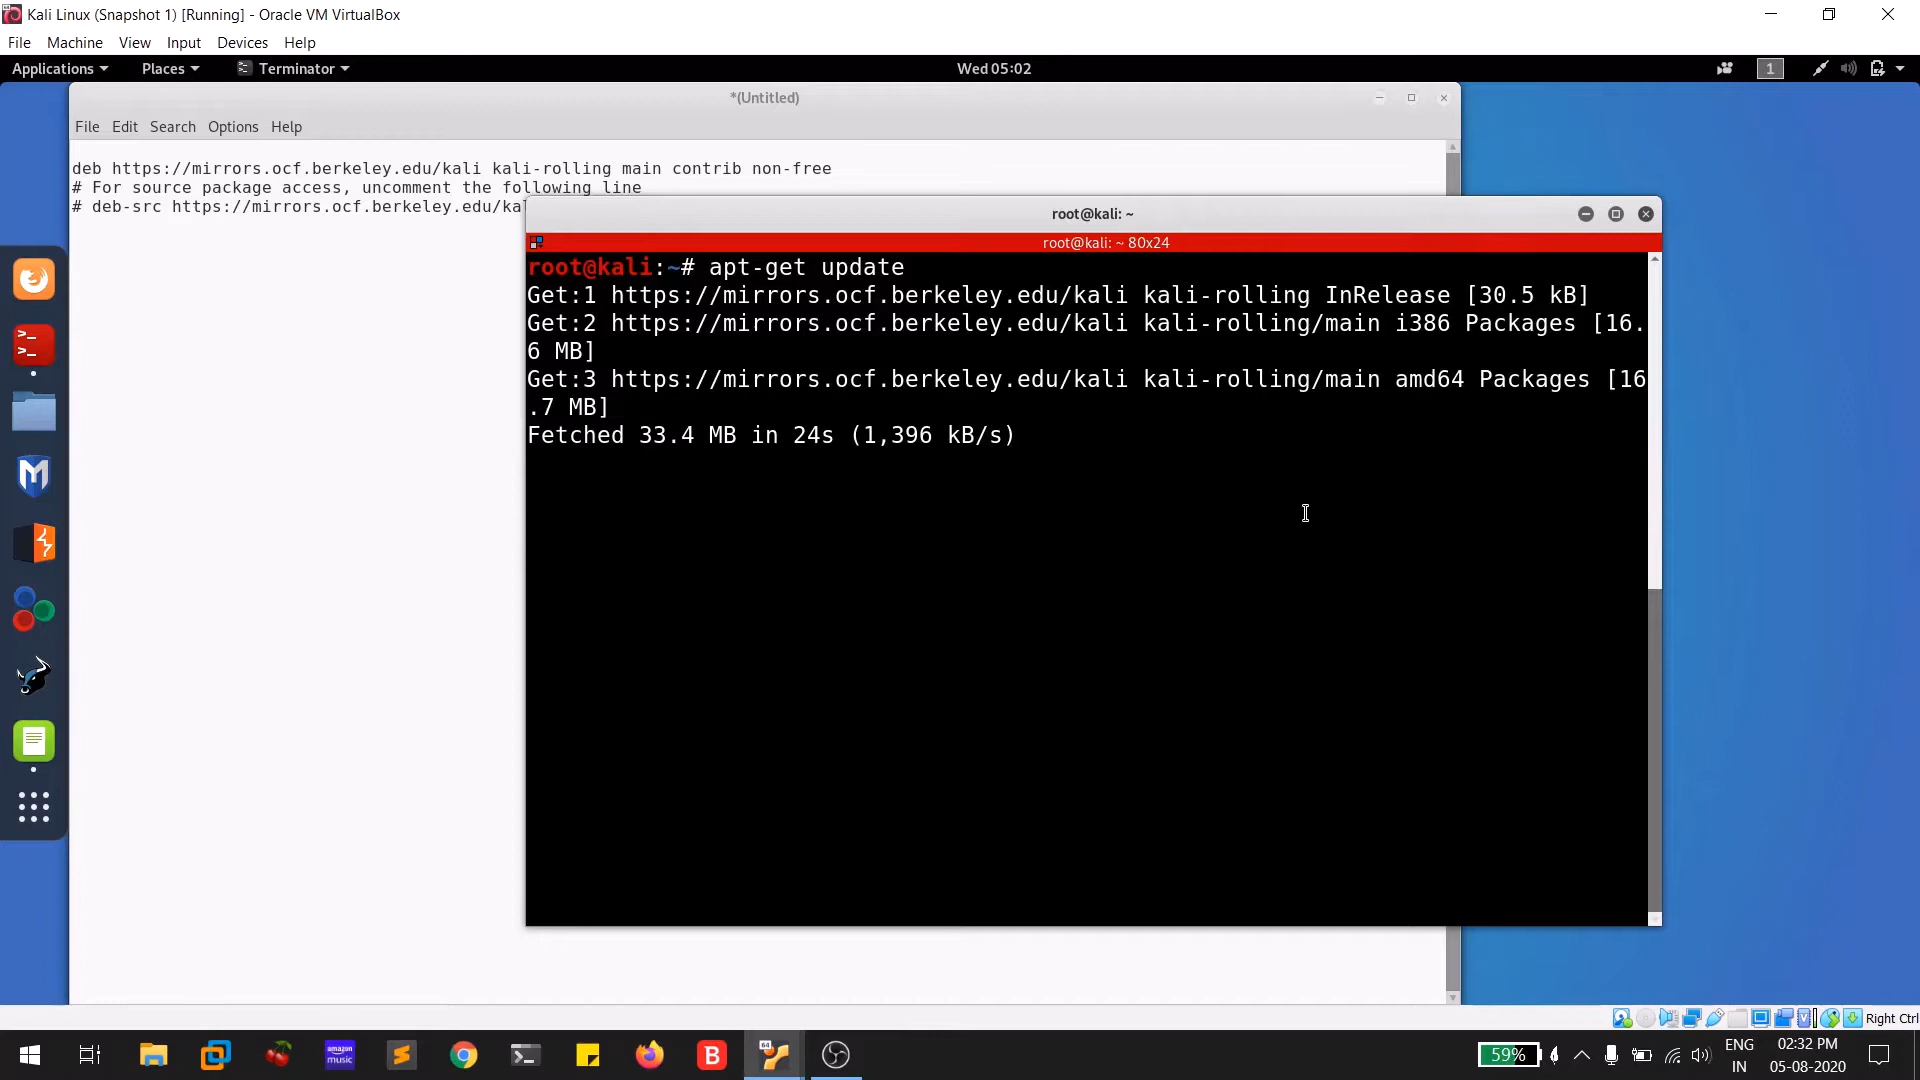 Kali Linux (Snapshot 1) [Running] - Oracle VM VirtualBox
File Machine View Input Devices Help
Applications Places Terminator Wed 05:02 1
*(Untitled)
File Edit Search Options Help
deb https://mirrors.ocf.berkeley.edu/kali kali-rolling main contrib non-free
# For source package access, uncomment the following line
# deb-src https://mirrors.ocf.berkeley.edu/ka
root@kali: ~
root@kali: ~ 80x24
root@kali:~# apt-get update
Get:1 https://mirrors.ocf.berkeley.edu/kali kali-rolling InRelease [30.5 kB]
Get:2 https://mirrors.ocf.berkeley.edu/kali kali-rolling/main i386 Packages [16.
6 MB]
Get:3 https://mirrors.ocf.berkeley.edu/kali kali-rolling/main amd64 Packages [16
.7 MB]
Fetched 33.4 MB in 24s (1,396 kB/s)
Right Ctrl
amazon music
B
64
59%
ENG
IN
02:32 PM
05-08-2020